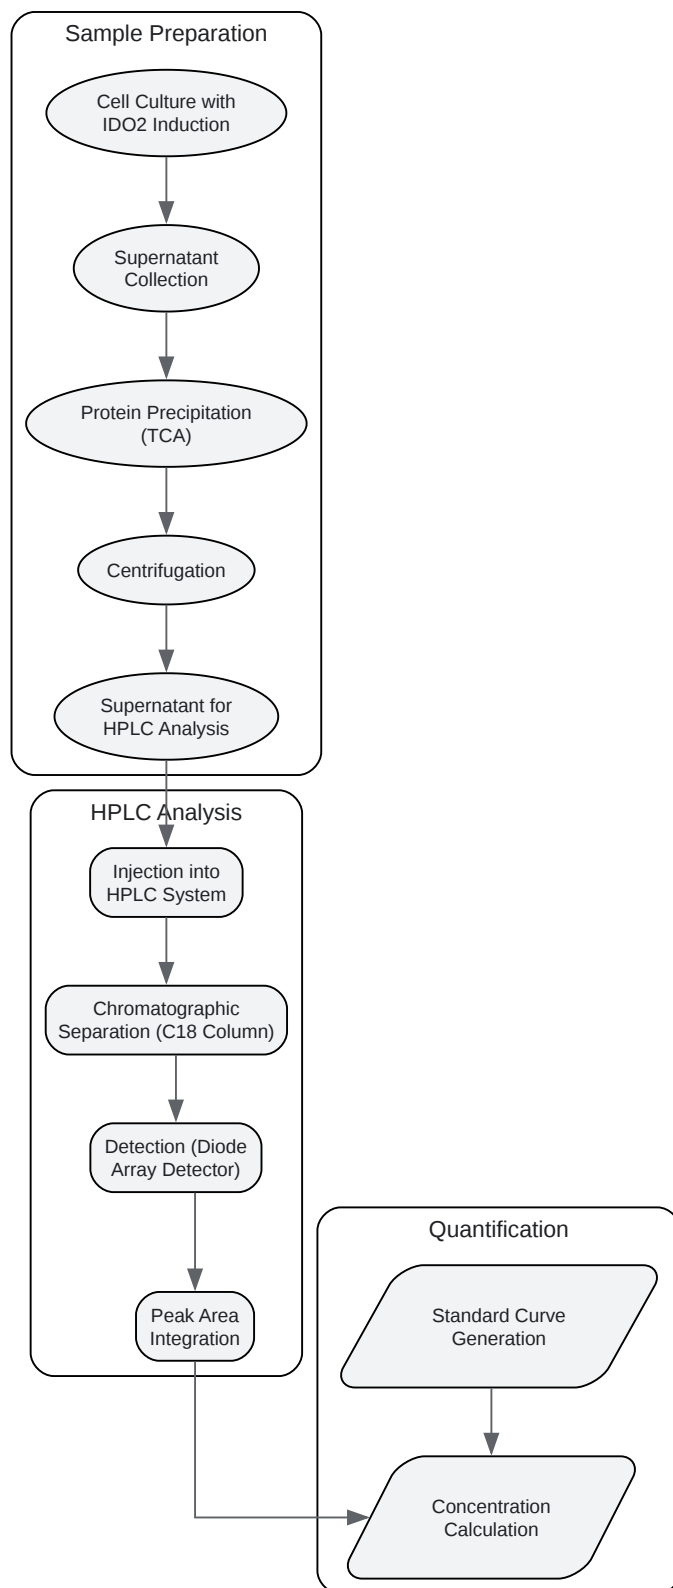 Sample Preparation
Cell Culture with
IDO2 Induction
Supernatant
Collection
Protein Precipitation
(TCA)
Centrifugation
Supernatant for
HPLC Analysis
HPLC Analysis
Injection into
HPLC System
Chromatographic
Separation (C18 Column)
Detection (Diode
Array Detector)
Peak Area
Integration
Quantification
Standard Curve
Generation
Concentration
Calculation